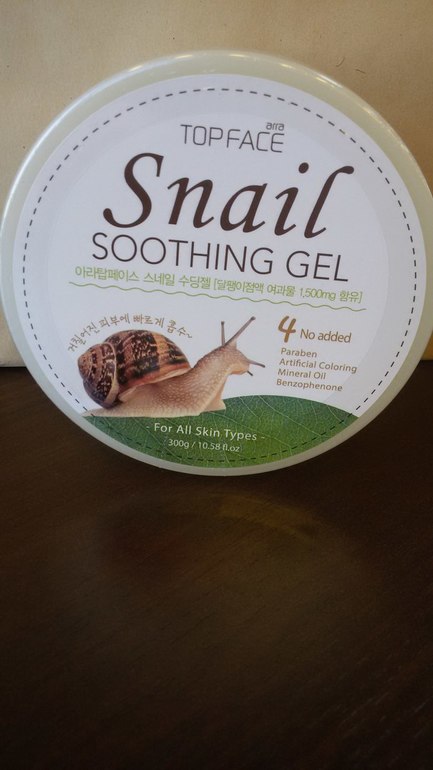 arra
TOPFACE
Snail
SOOTHING GEL
아라탑페이스 스네일 수딩젤 [달팽이점액 여과물 1,500mg 함유]
거칠어진 피부에 빠르게 흡수~
4 No added
Paraben
Artificial Coloring
Mineral Oil
Benzophenone
- For All Skin Types -
300g / 10.58 fl.oz